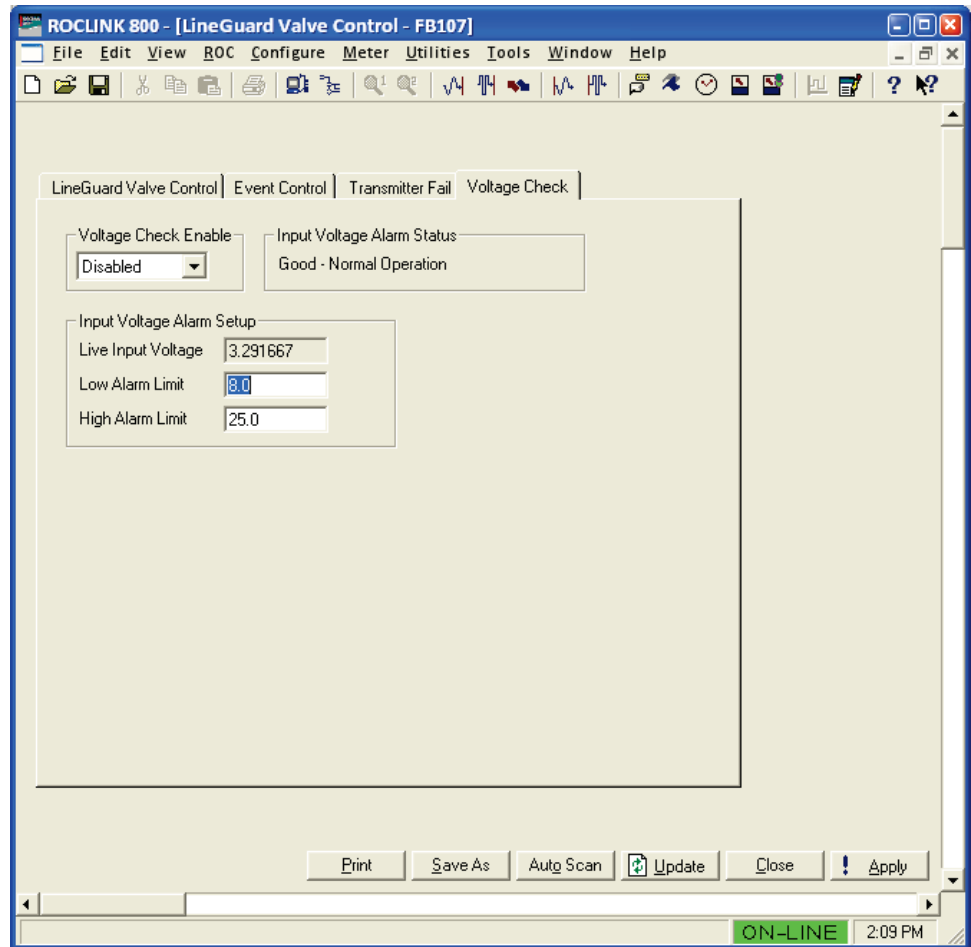 ROCLINK 800 - [LineGuard Valve Control - FB107]
File Edit View ROC Configure Meter Utilities Tools Window Help
LineGuard Valve Control Event Control Transmitter Fail Voltage Check
Voltage Check Enable
Disabled
Input Voltage Alarm Status
Good - Normal Operation
Input Voltage Alarm Setup
Live Input Voltage 3.291667
Low Alarm Limit 8.0
High Alarm Limit 25.0
Print Save As Auto Scan Update Close ! Apply
ON-LINE 2:09 PM